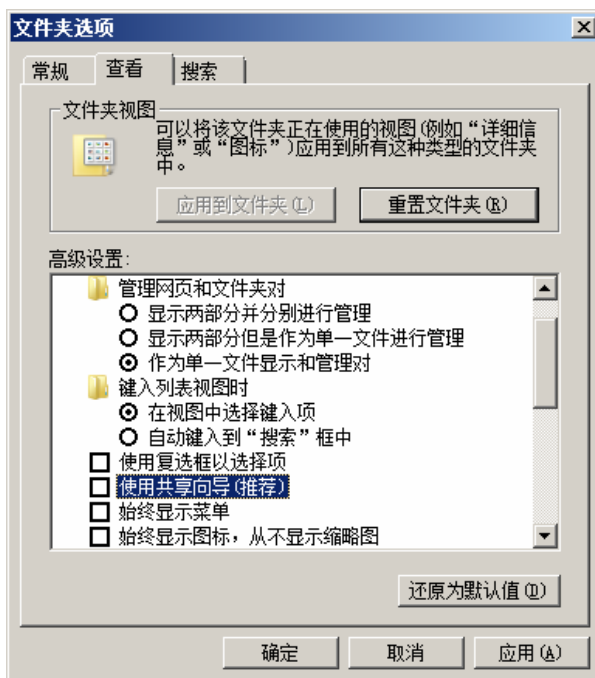 文件夹选项
常规 查看 搜索
文件夹视图
可以将该文件夹正在使用的视图(例如“详细信
息”或“图标”)应用到所有这种类型的文件夹
中。
应用到文件夹(L) 重置文件夹(R)
高级设置:
管理网页和文件夹对
显示两部分并分别进行管理
显示两部分但是作为单一文件进行管理
作为单一文件显示和管理对
键入列表视图时
在视图中选择键入项
自动键入到“搜索”框中
使用复选框以选择项
使用共享向导(推荐)
始终显示菜单
始终显示图标，从不显示缩略图
还原为默认值(D)
确定 取消 应用(A)